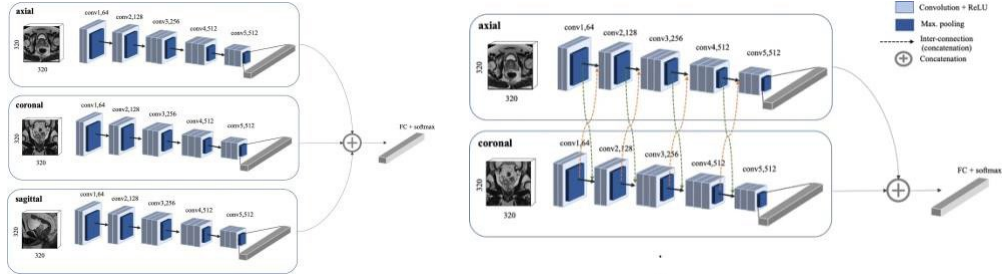 axial
conv1,64
conv2,128
conv3,256
conv4,512
conv5,512
320
320
coronal
conv1,64
conv2,128
conv3,256
conv4,512
conv5,512
320
320
sagittal
conv1,64
conv2,128
conv3,256
conv4,512
conv5,512
320
320
FC + softmax
axial
conv1,64
conv2,128
conv3,256
conv4,512
conv5,512
320
320
coronal
conv1,64
conv2,128
conv3,256
conv4,512
conv5,512
320
320
FC + softmax
Convolution + ReLU
Max. pooling
Inter-connection
(concatenation)
Concatenation